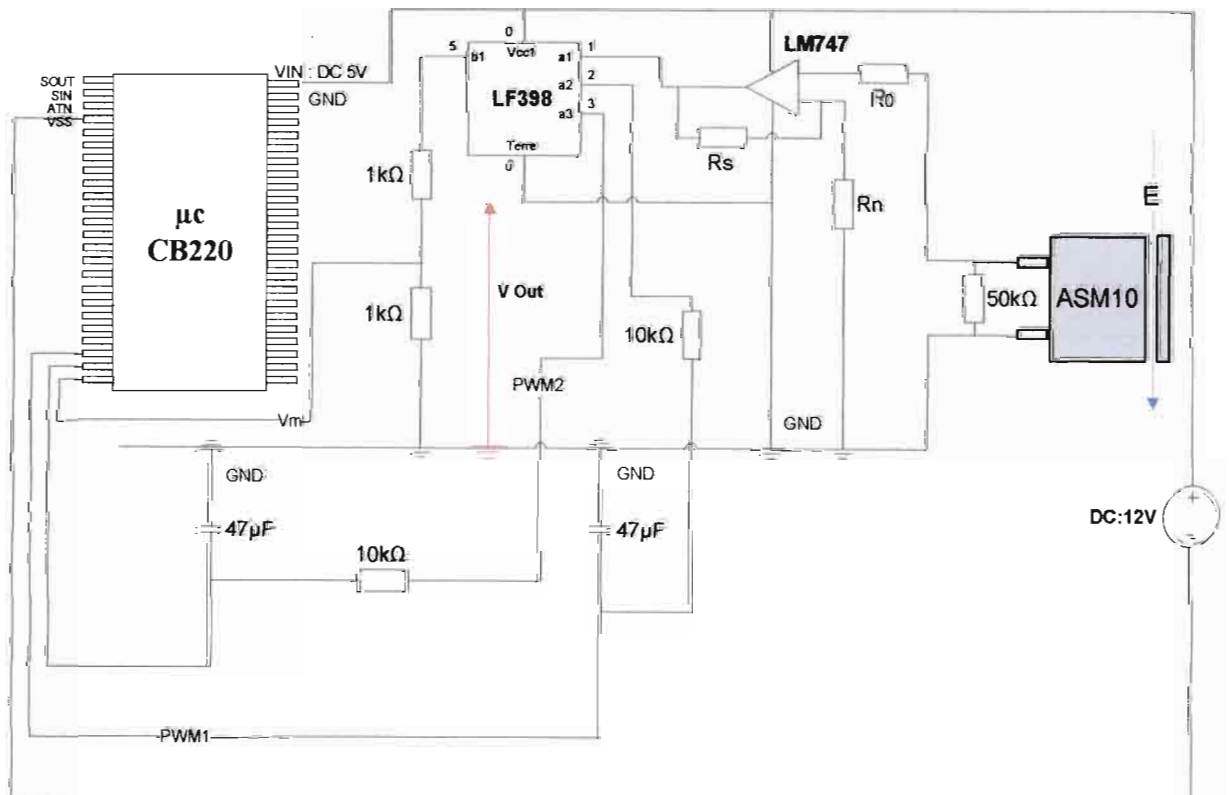 SOUT
SIN
ATN
VSS
VIN : DC 5V
GND
µc
CB220
0
5
b1
Vcc1
a1
1
a2
2
a3
3
LF398
Terre
0
LM747
R0
Rs
Rn
1kΩ
1kΩ
V Out
10kΩ
50kΩ
ASM10
E
PWM2
Vm
GND
GND
GND
47µF
47µF
10kΩ
DC:12V
+
PWM1